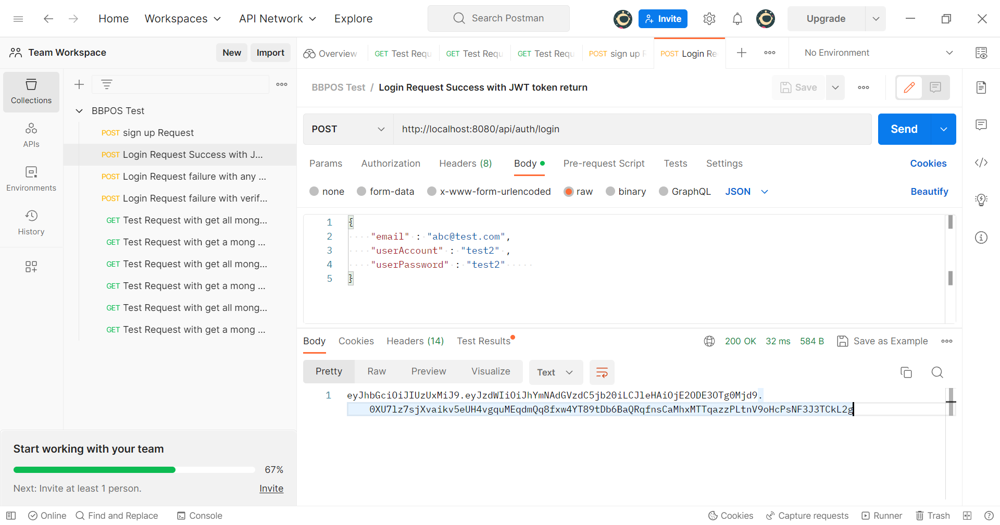 Home
Workspaces
API Network
Explore
Search Postman
Invite
Upgrade
Team Workspace
New
Import
Overview
GET Test Requ
GET Test Requ
GET Test Requ
POST sign up R
POST Login Re
No Environment
Collections
APIs
Environments
History
BBPOS Test
POST sign up Request
POST Login Request Success with J...
POST Login Request failure with any ...
POST Login Request failure with verif...
GET Test Request with get all mong...
GET Test Request with get a mong ...
GET Test Request with get all mong...
GET Test Request with get a mong ...
GET Test Request with get all mong...
GET Test Request with get a mong ...
Start working with your team
67%
Next: Invite at least 1 person.
Invite
BBPOS Test / Login Request Success with JWT token return
Save
POST
http://localhost:8080/api/auth/login
Send
Params
Authorization
Headers (8)
Body
Pre-request Script
Tests
Settings
Cookies
none
form-data
x-www-form-urlencoded
raw
binary
GraphQL
JSON
Beautify
1 {
2 "email" : "abc@test.com",
3 "userAccount" : "test2" ,
4 "userPassword" : "test2"
5 }
Body
Cookies
Headers (14)
Test Results
200 OK
32 ms
584 B
Save as Example
Pretty
Raw
Preview
Visualize
Text
1 eyJhbGciOiJIUzUxMiJ9.eyJzdWIiOiJhYmNAdGVzdC5jb20iLCJleHAiOjE2ODE3OTg0Mjd9.
0XU7lz7sjXvaikv5eUH4vgquMEqdmQq8fxw4YT89tDb6BaQRqfnsCaMhxMTTqazzPLtnV9oHcPsNF3J3TCkL2g
Online
Find and Replace
Console
Cookies
Capture requests
Runner
Trash